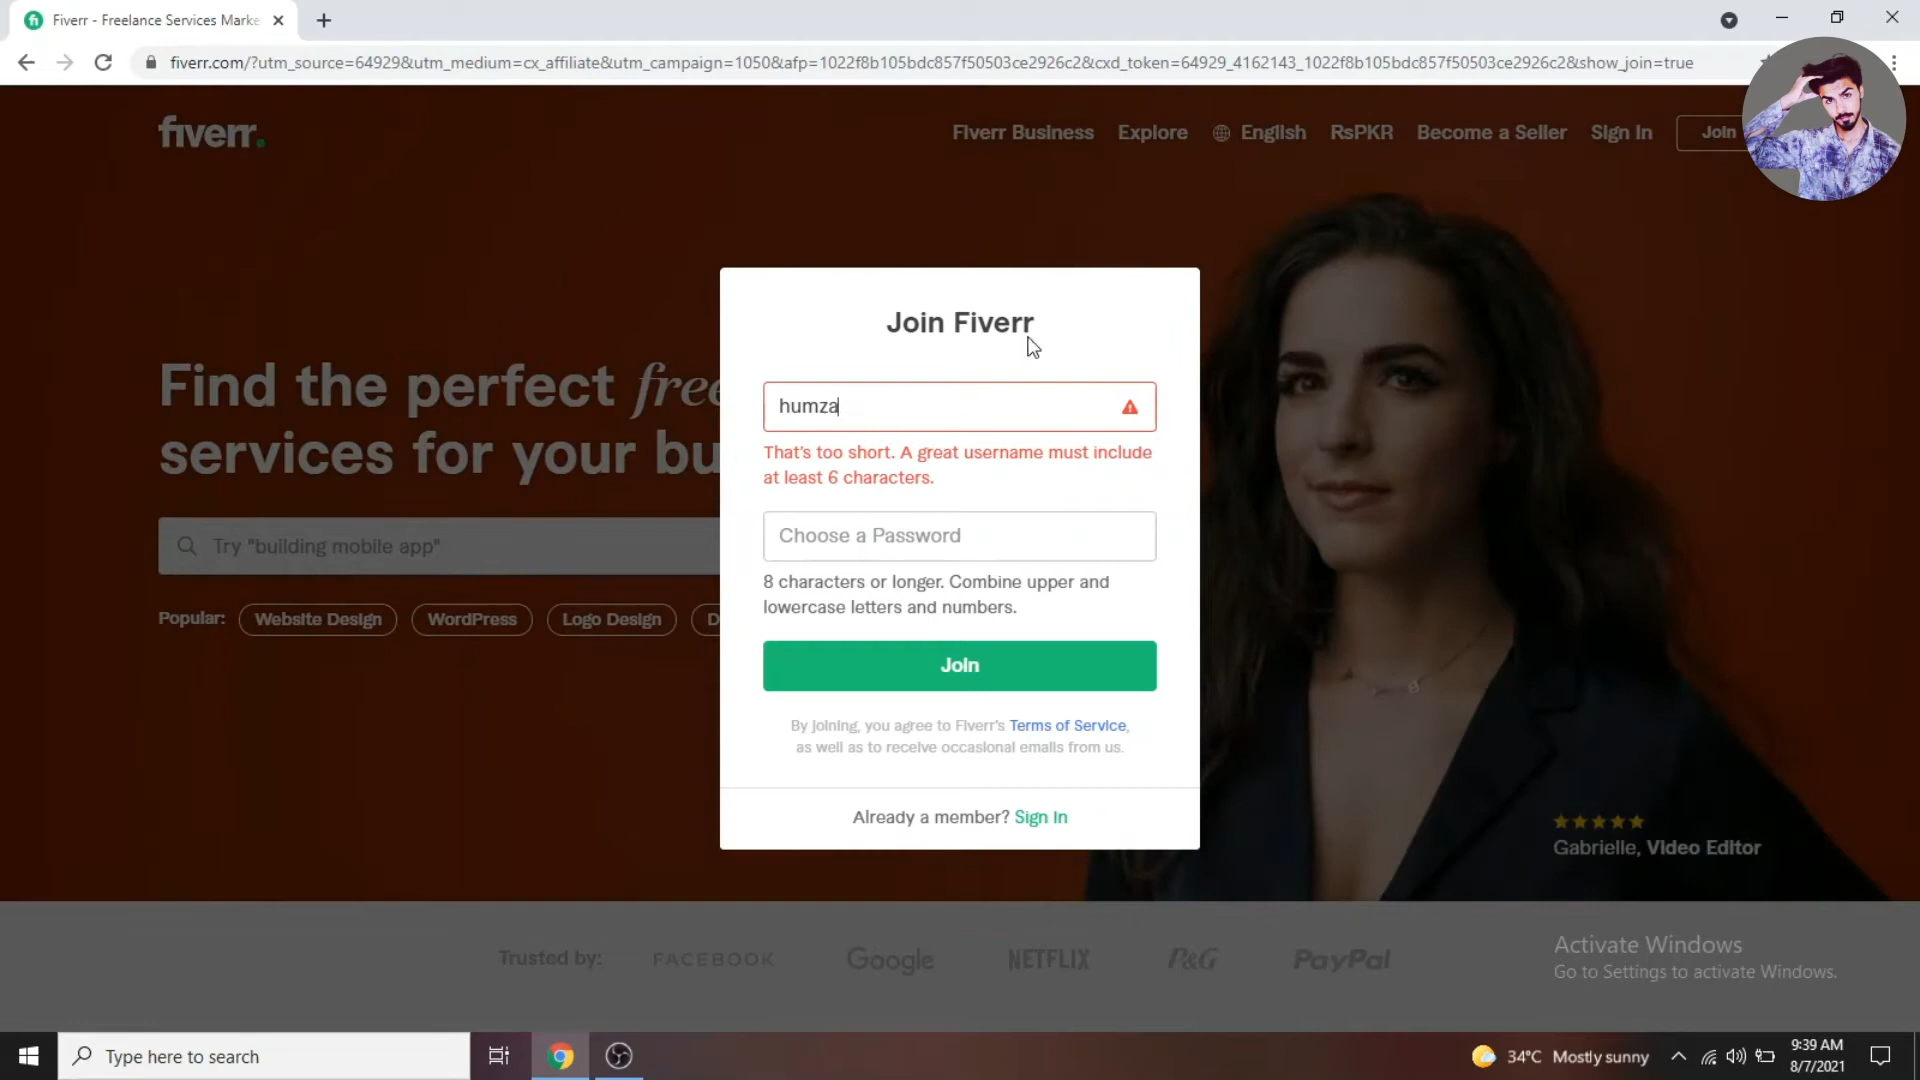 Fiverr - Freelance Services Marke
fiverr.com/?utm_source=64929&utm_medium=cx_affiliate&utm_campaign=1050&afp=1022f8b105bdc857f50503ce2926c2&cxd_token=64929_4162143_1022f8b105bdc857f50503ce2926c2&show_join=true
fiverr.
Fiverr Business Explore English RsPKR Become a Seller Sign In Join
Join Fiverr
Find the perfect free
services for your bu
humza
That's too short. A great username must include
at least 6 characters.
Choose a Password
Try "building mobile app"
8 characters or longer. Combine upper and
lowercase letters and numbers.
Popular: Website Design WordPress Logo Design D
Join
By joining, you agree to Fiverr's Terms of Service,
as well as to receive occasional emails from us.
Already a member? Sign In
Gabrielle, Video Editor
Trusted by: FACEBOOK Google NETFLIX P&G PayPal
Activate Windows
Go to Settings to activate Windows.
Type here to search
34°C Mostly sunny
9:39 AM
8/7/2021